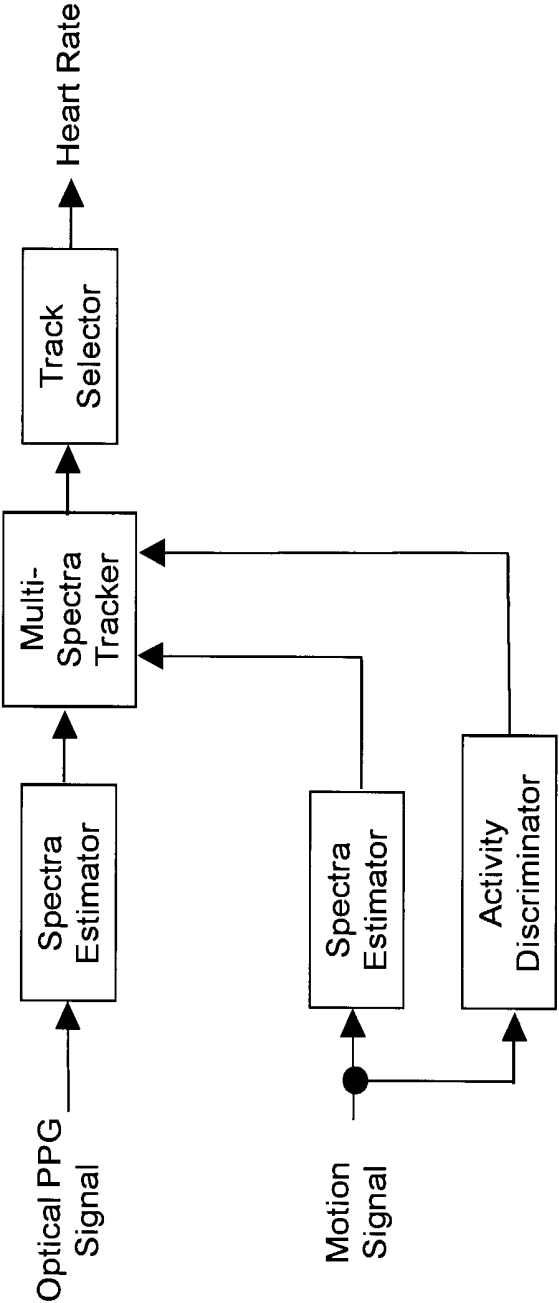 Optical PPG
Signal
Spectra
Estimator
Multi-
Spectra
Tracker
Track
Selector
Heart Rate
Motion
Signal
Spectra
Estimator
Activity
Discriminator